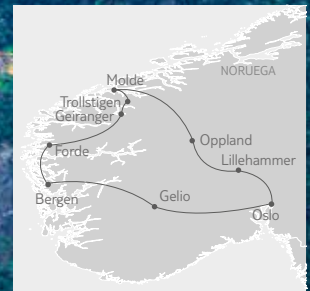 Molde
NORUEGA
Trollstigen
Geiranger
Oppland
Forde
Lillehammer
Bergen
Gelio
Oslo